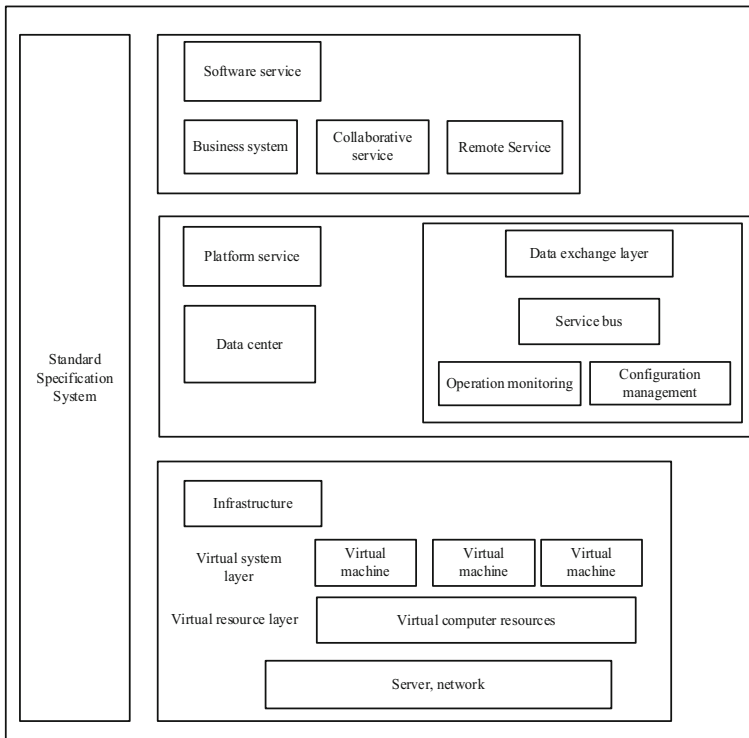 Standard
Specification
System
Software service
Business system
Collaborative
service
Remote Service
Platform service
Data center
Data exchange layer
Service bus
Operation monitoring
Configuration
management
Infrastructure
Virtual system
layer
Virtual
machine
Virtual
machine
Virtual
machine
Virtual resource layer
Virtual computer resources
Server, network